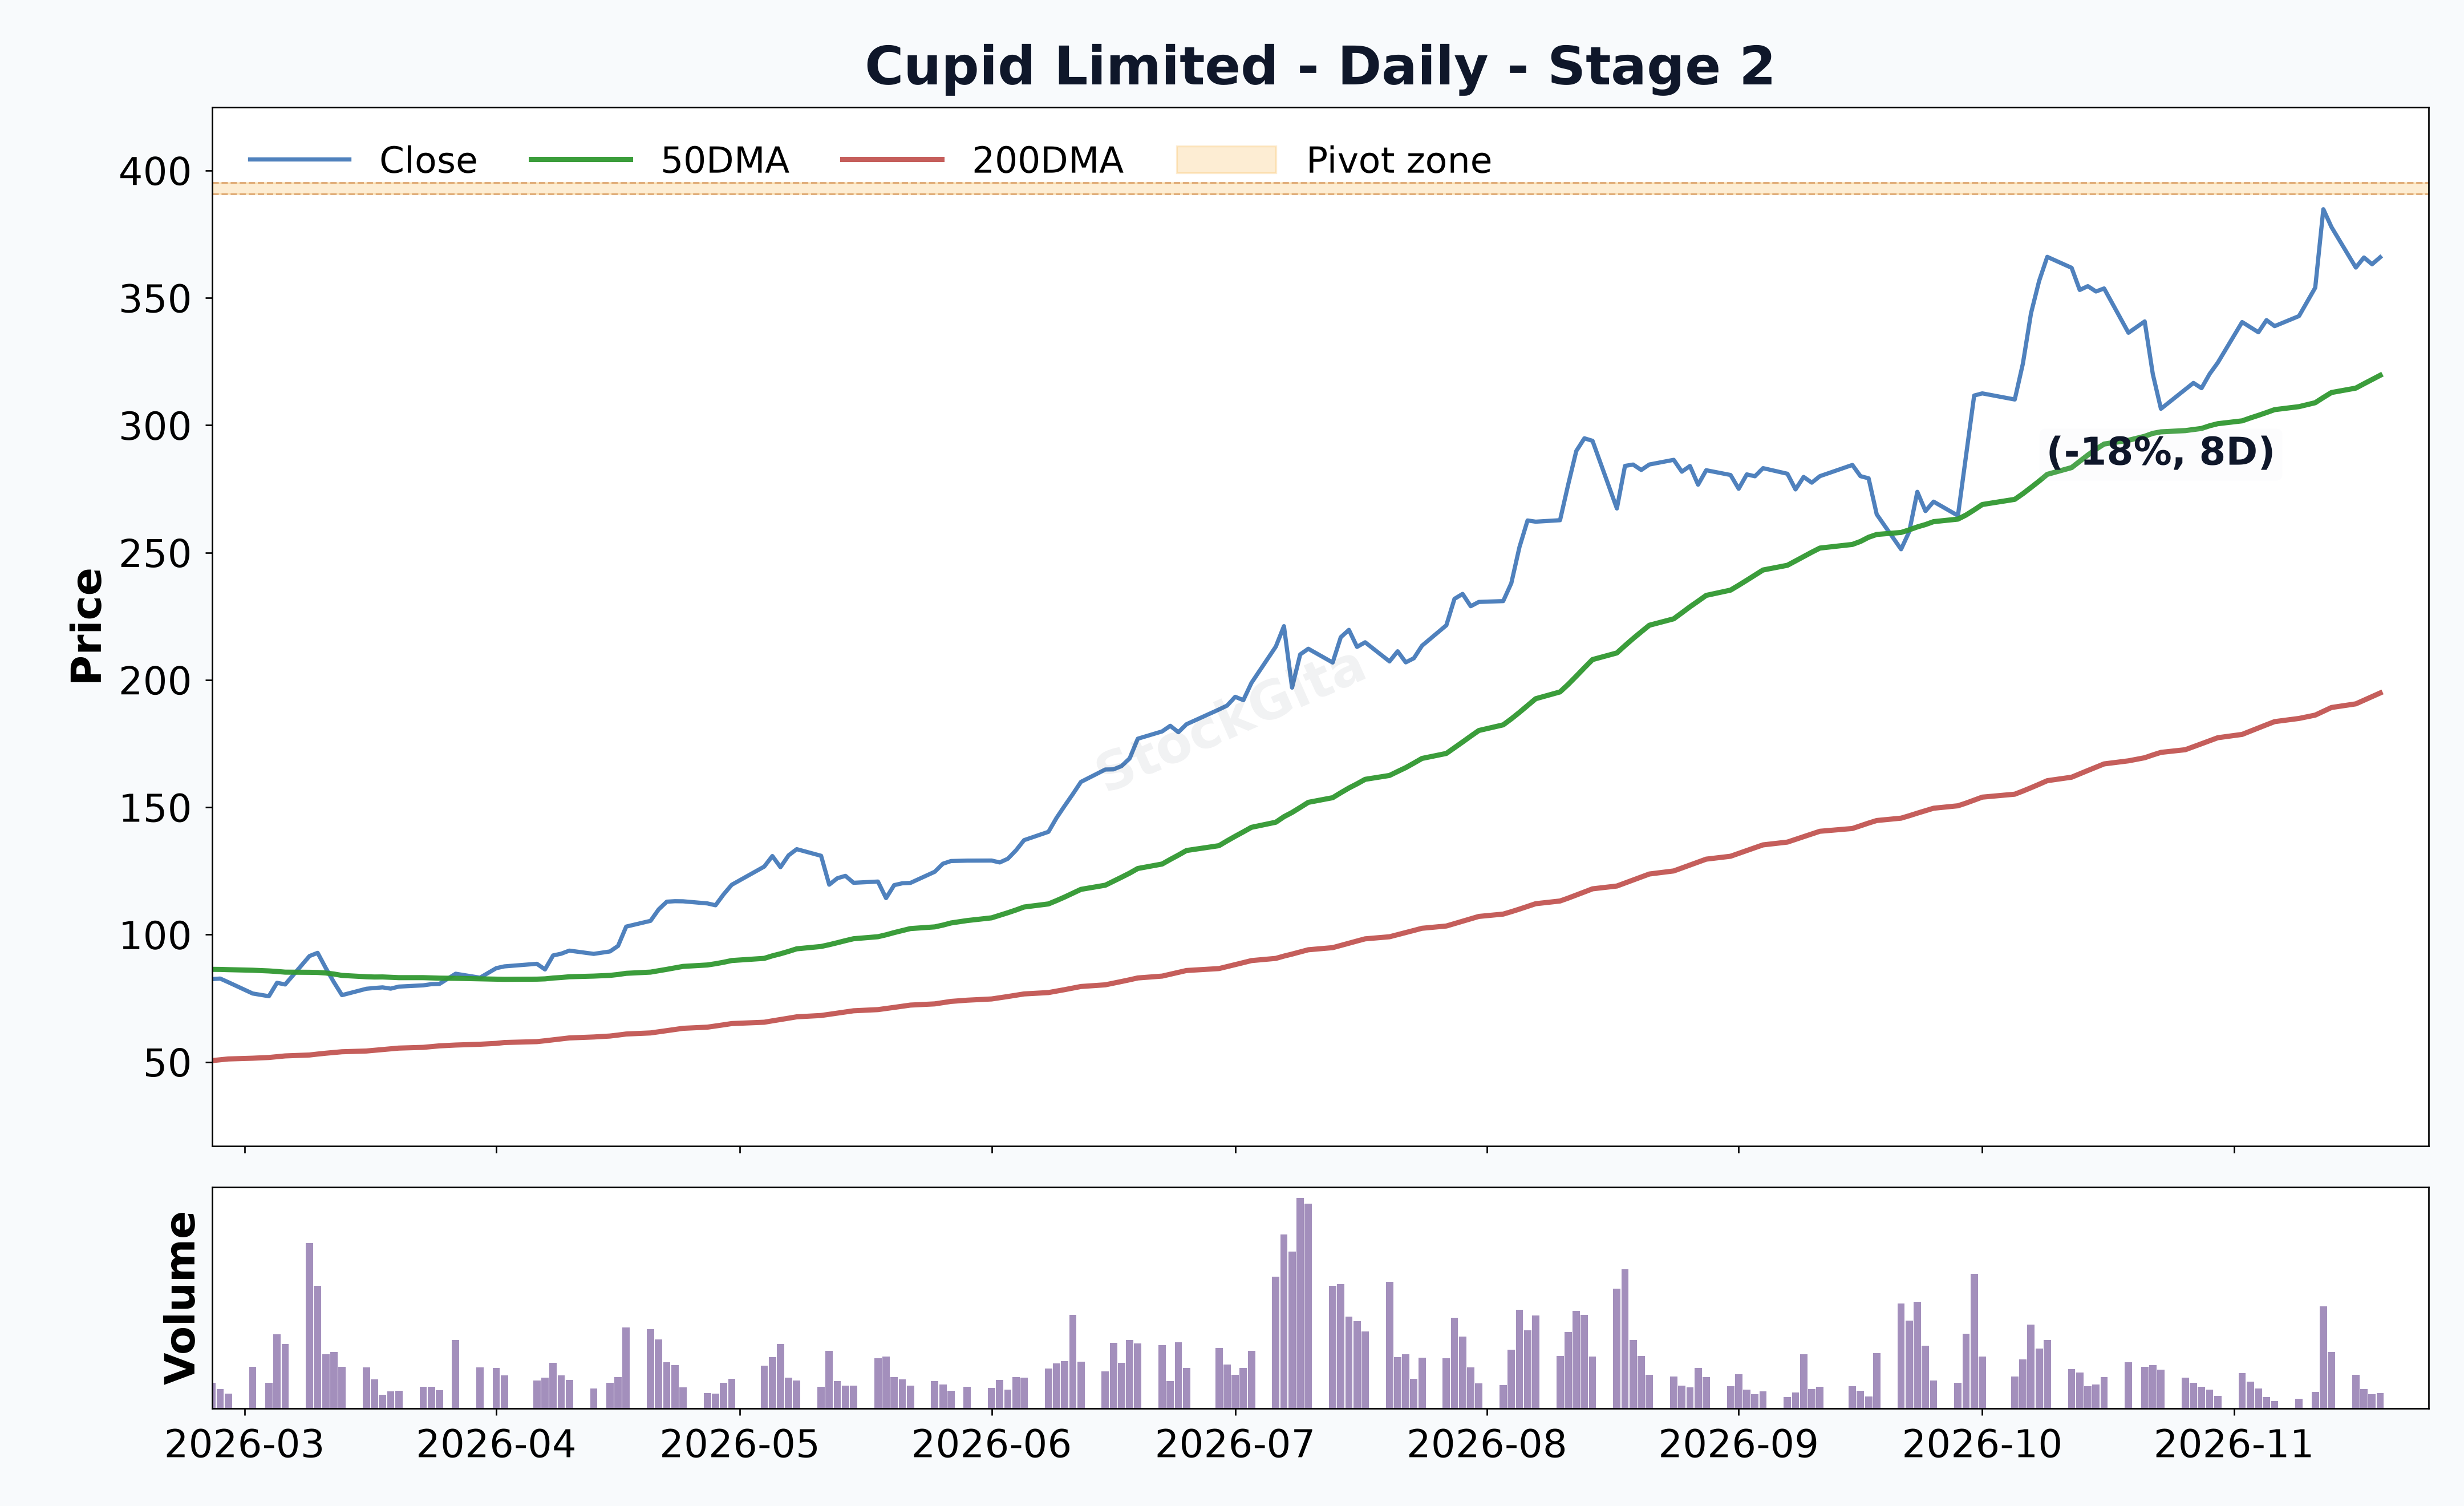 Cupid Limited - Daily - Stage 2
Close 50DMA 200DMA Pivot zone
400
350
300
250
200
150
100
50
Price
(-18%, 8D)
StockGita
Volume
2026-03 2026-04 2026-05 2026-06 2026-07 2026-08 2026-09 2026-10 2026-11